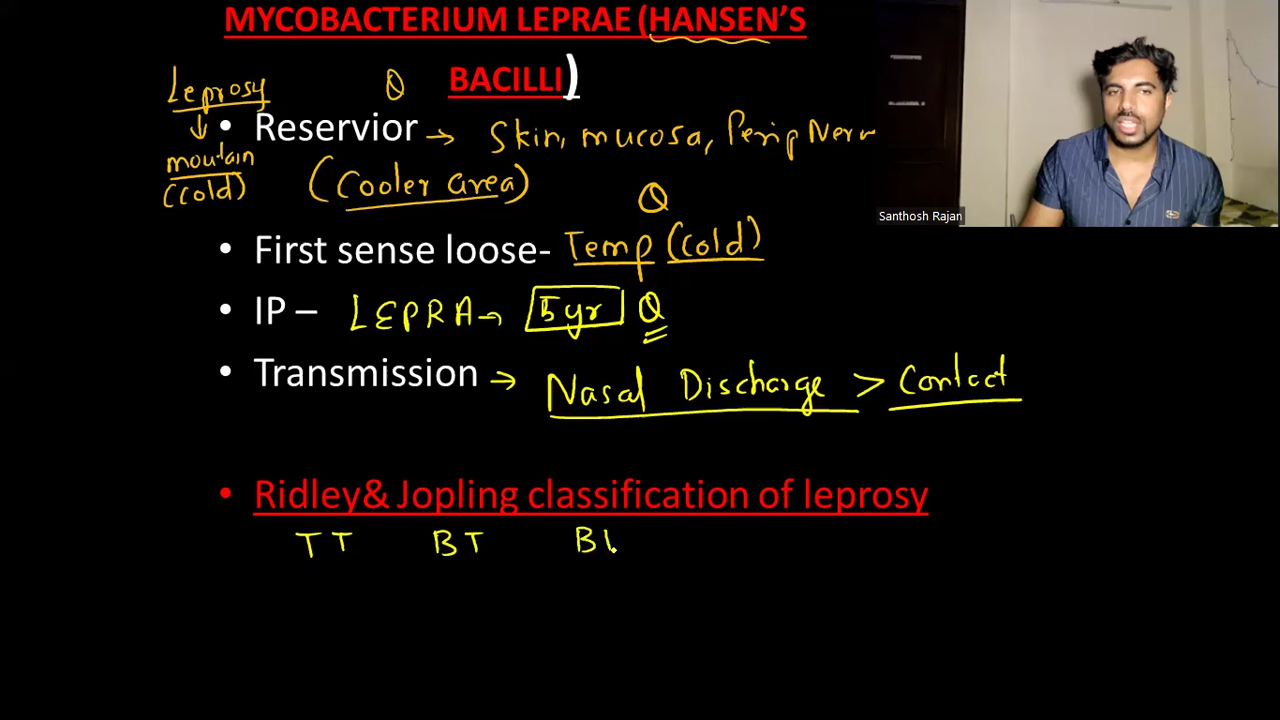 MYCOBACTERIUM LEPRAE (HANSEN'S
BACILLI)
Leprosy
Q
↓
• Reservior → Skin, mucosa, Perip Nerv
moutain
(cold)
(Cooler area)
Q
• First sense loose- Temp (Cold)
• IP – LEPRA → 5yr Q
• Transmission → Nasal Discharge > Contact
• Ridley& Jopling classification of leprosy
TT BT
Santhosh Rajan